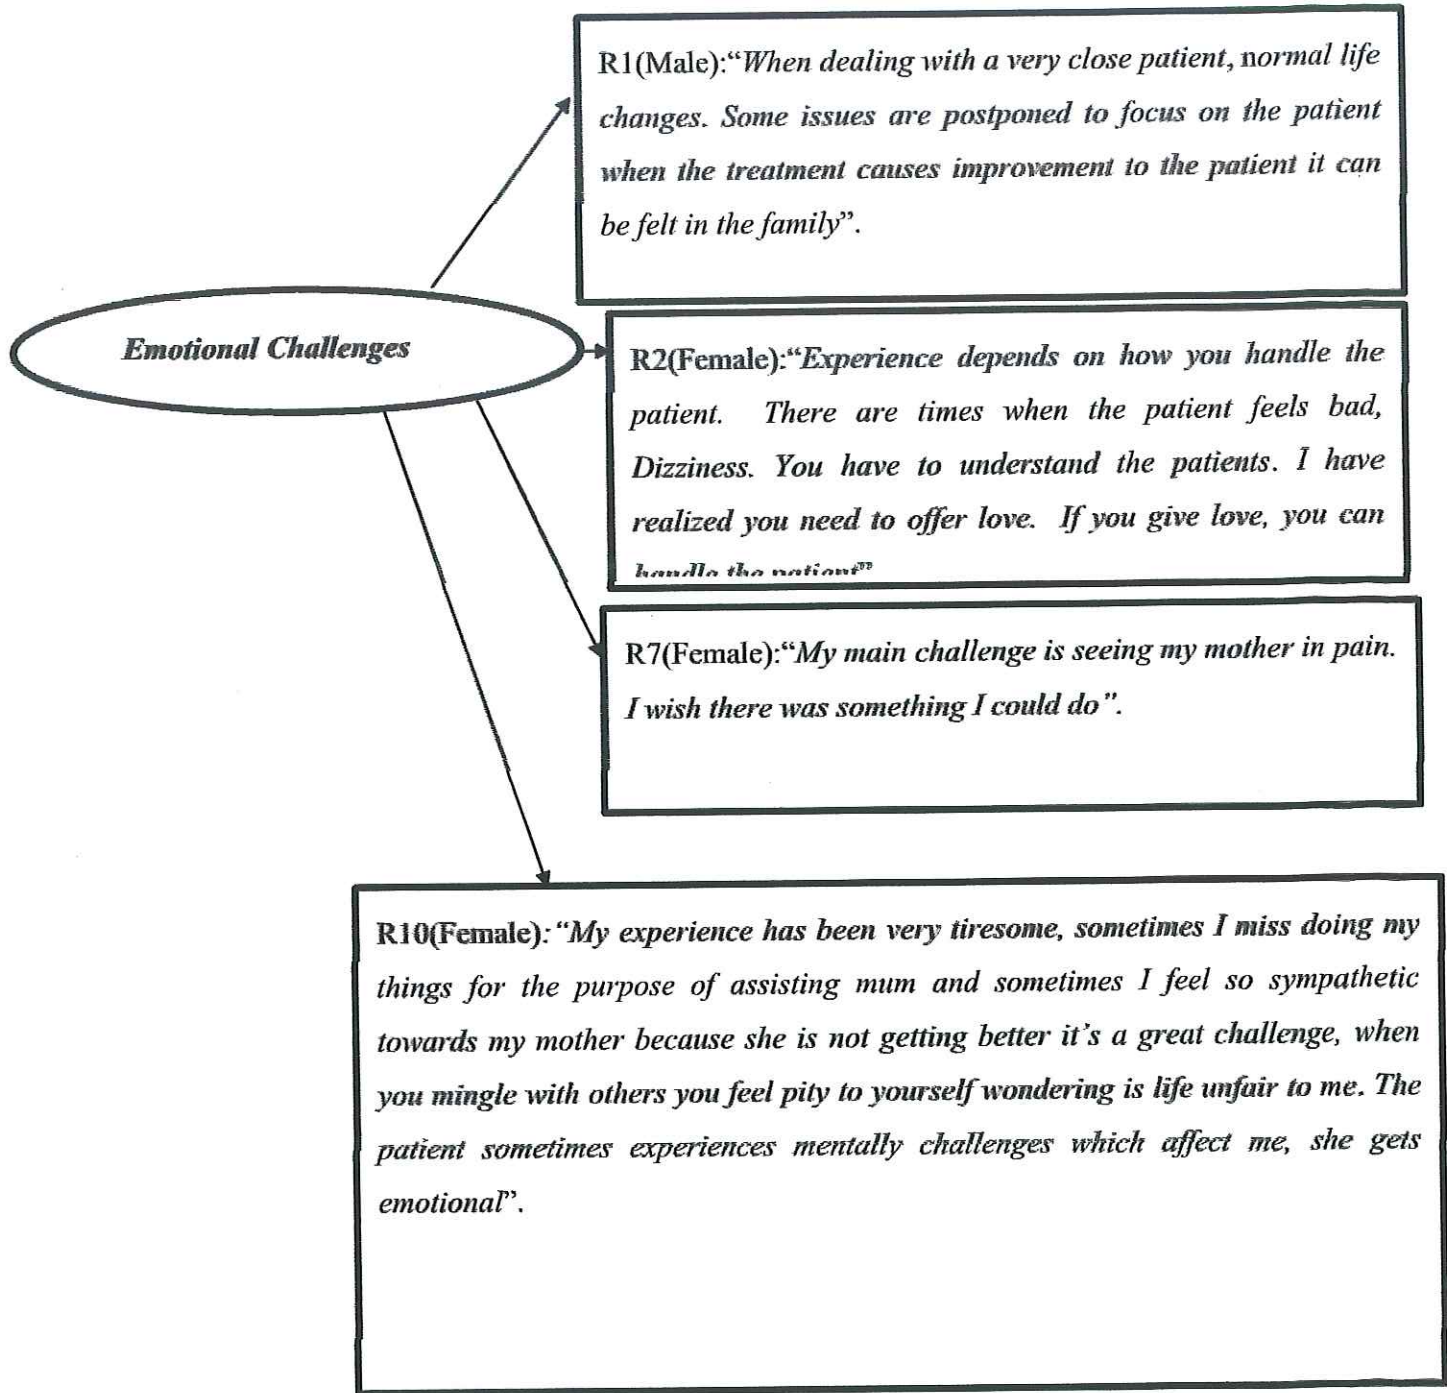 R1(Male):“When dealing with a very close patient, normal life
changes. Some issues are postponed to focus on the patient
when the treatment causes improvement to the patient it can
be felt in the family”.
Emotional Challenges
R2(Female):“Experience depends on how you handle the
patient. There are times when the patient feels bad,
Dizziness. You have to understand the patients. I have
realized you need to offer love. If you give love, you can
handle the patient”
R7(Female):“My main challenge is seeing my mother in pain.
I wish there was something I could do”.
R10(Female):“My experience has been very tiresome, sometimes I miss doing my
things for the purpose of assisting mum and sometimes I feel so sympathetic
towards my mother because she is not getting better it’s a great challenge, when
you mingle with others you feel pity to yourself wondering is life unfair to me. The
patient sometimes experiences mentally challenges which affect me, she gets
emotional”.